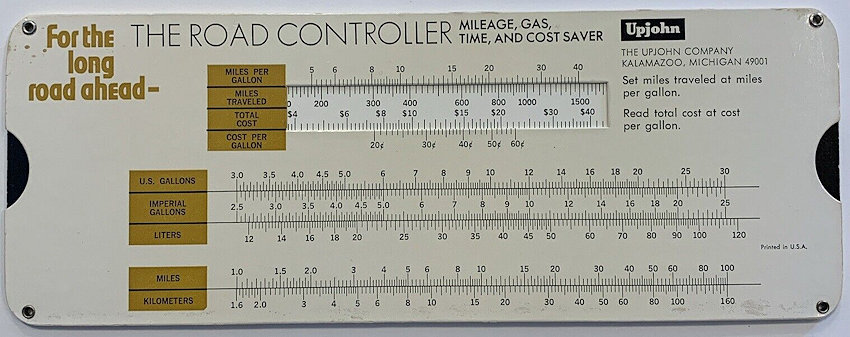 For the
long
road ahead–
THE ROAD CONTROLLER
MILEAGE, GAS,
TIME, AND COST SAVER
Upjohn
THE UPJOHN COMPANY
KALAMAZOO, MICHIGAN 49001
Set miles traveled at miles
per gallon.
Read total cost at cost
per gallon.
MILES PER
GALLON
5 6 8 10 15 20 30 40
MILES
TRAVELED
0 200 300 400 600 800 1000 1500
TOTAL
COST
$4 $6 $8 $10 $15 $20 $30 $40
COST PER
GALLON
20¢ 30¢ 40¢ 50¢ 60¢
U.S. GALLONS
3.0 3.5 4.0 4.5 5.0 6 7 8 9 10 12 14 16 18 20 25 30
IMPERIAL
GALLONS
2.5 3.0 3.5 4.0 4.5 5.0 6 7 8 9 10 12 14 16 18 20 25
LITERS
12 14 16 18 20 25 30 35 40 45 50 60 70 80 90 100 120
Printed in U.S.A.
MILES
1.0 1.5 2.0 3 4 5 6 8 10 15 20 30 40 50 60 80 100
KILOMETERS
1.6 2.0 3 4 5 6 8 10 15 20 30 40 50 60 80 100 160